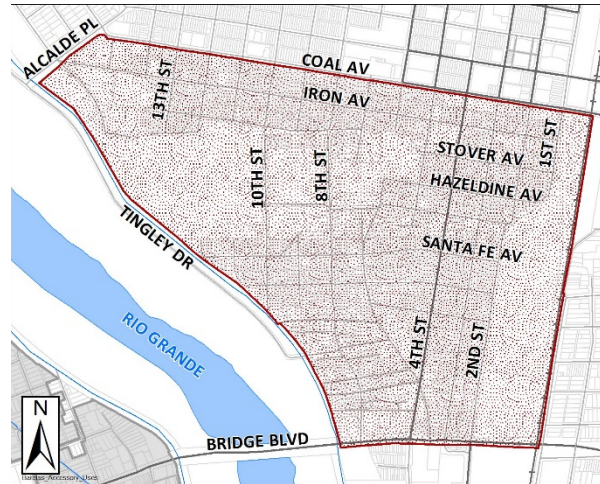 ALCALDE PL
COAL AV
13TH ST
IRON AV
1ST ST
STOVER AV
10TH ST
8TH ST
HAZELDINE AV
TINGLEY DR
SANTA FE AV
RIO GRANDE
4TH ST
2ND ST
N
BRIDGE BLVD
Barelas_Accessory_Uses